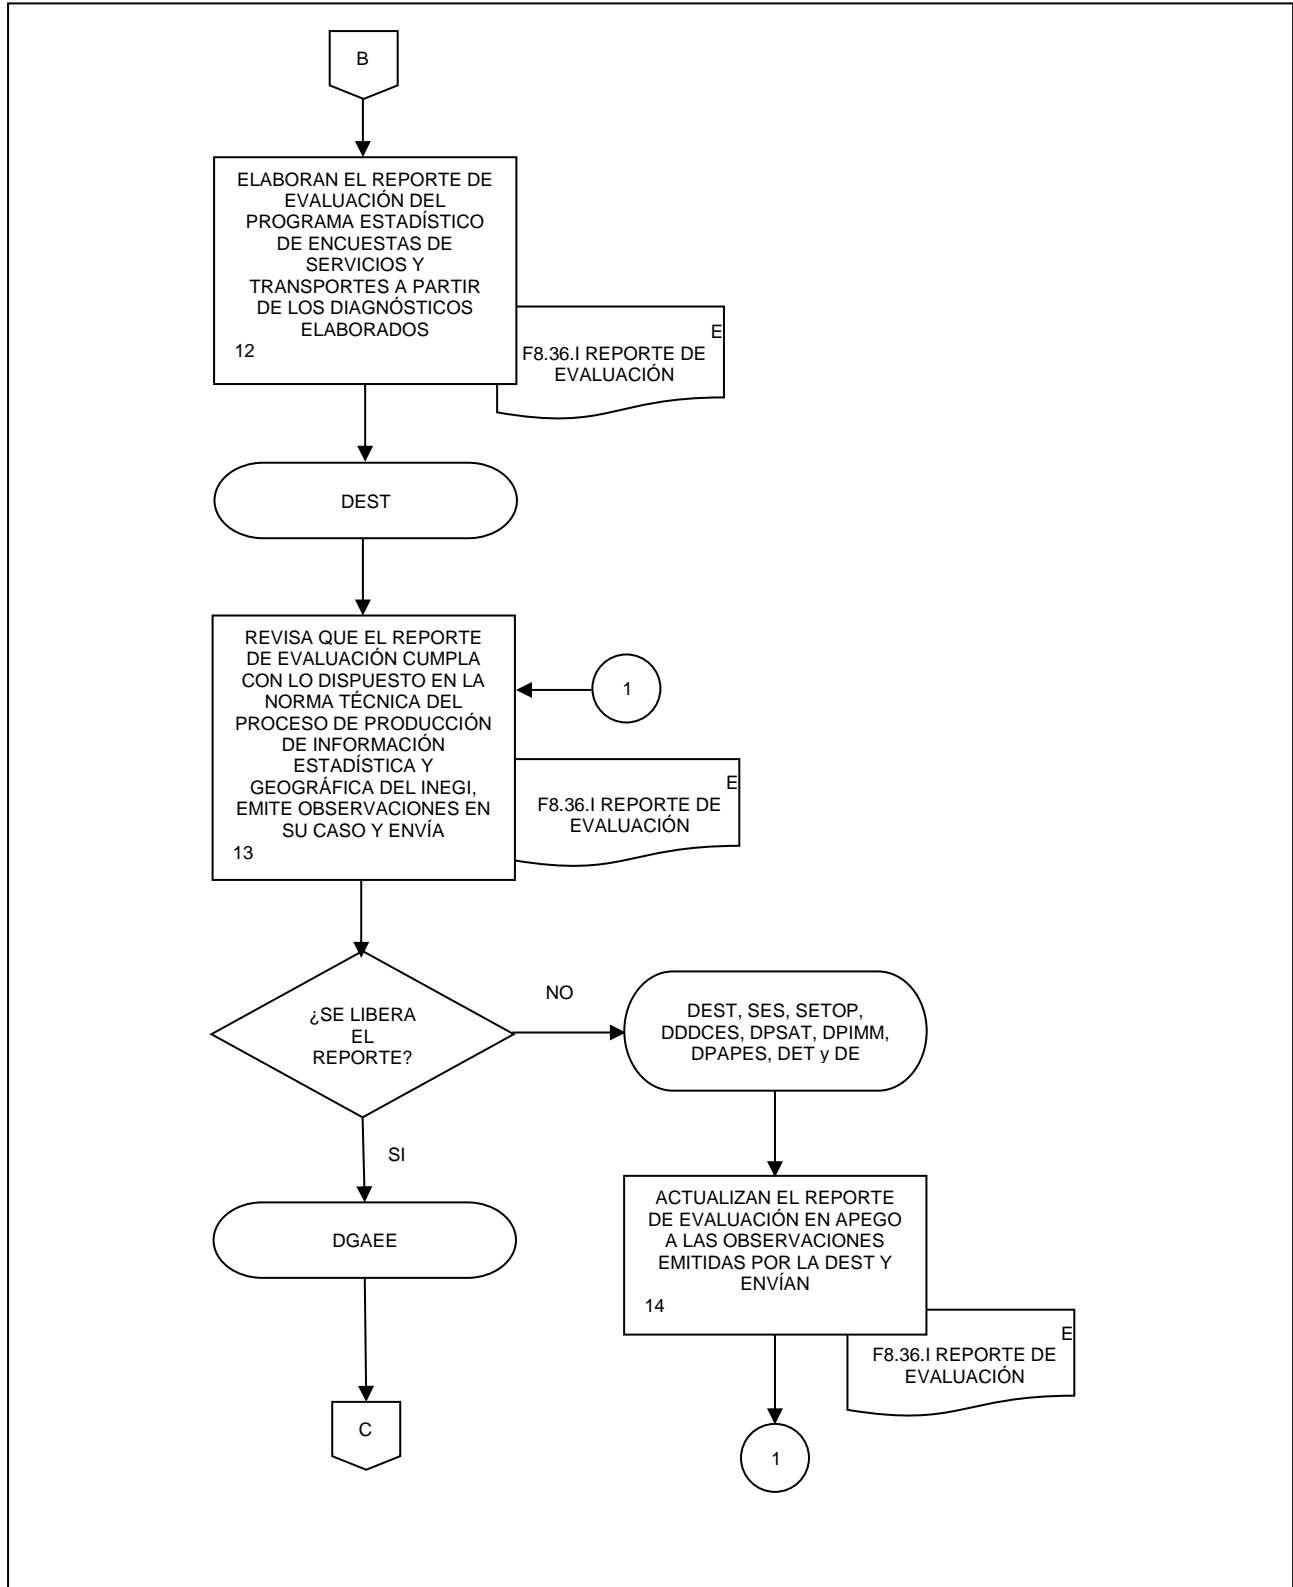 B
ELABORAN EL REPORTE DE
EVALUACIÓN DEL
PROGRAMA ESTADÍSTICO
DE ENCUESTAS DE
SERVICIOS Y
TRANSPORTES A PARTIR
DE LOS DIAGNÓSTICOS
ELABORADOS
12
E
F8.36.I REPORTE DE
EVALUACIÓN
DEST
REVISA QUE EL REPORTE
DE EVALUACIÓN CUMPLA
CON LO DISPUESTO EN LA
NORMA TÉCNICA DEL
PROCESO DE PRODUCCIÓN
DE INFORMACIÓN
ESTADÍSTICA Y
GEOGRÁFICA DEL INEGI,
EMITE OBSERVACIONES EN
SU CASO Y ENVÍA
13
1
E
F8.36.I REPORTE DE
EVALUACIÓN
¿SE LIBERA
EL
REPORTE?
NO
DEST, SES, SETOP,
DDDCES, DPSAT, DPIMM,
DPAPES, DET y DE
SI
DGAEE
ACTUALIZAN EL REPORTE
DE EVALUACIÓN EN APEGO
A LAS OBSERVACIONES
EMITIDAS POR LA DEST Y
ENVÍAN
14
E
F8.36.I REPORTE DE
EVALUACIÓN
C
1